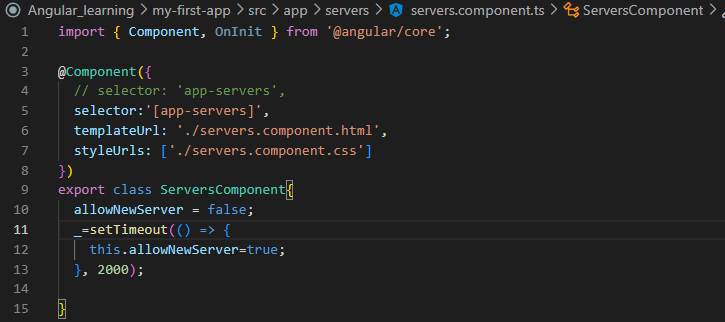 Angular_learning > my-first-app > src > app > servers > servers.component.ts > ServersComponent
1 import { Component, OnInit } from '@angular/core';
2
3 @Component({
4 // selector: 'app-servers',
5 selector:'[app-servers]',
6 templateUrl: './servers.component.html',
7 styleUrls: ['./servers.component.css']
8 })
9 export class ServersComponent{
10 allowNewServer = false;
11 _=setTimeout(() => {
12 this.allowNewServer=true;
13 }, 2000);
14
15 }